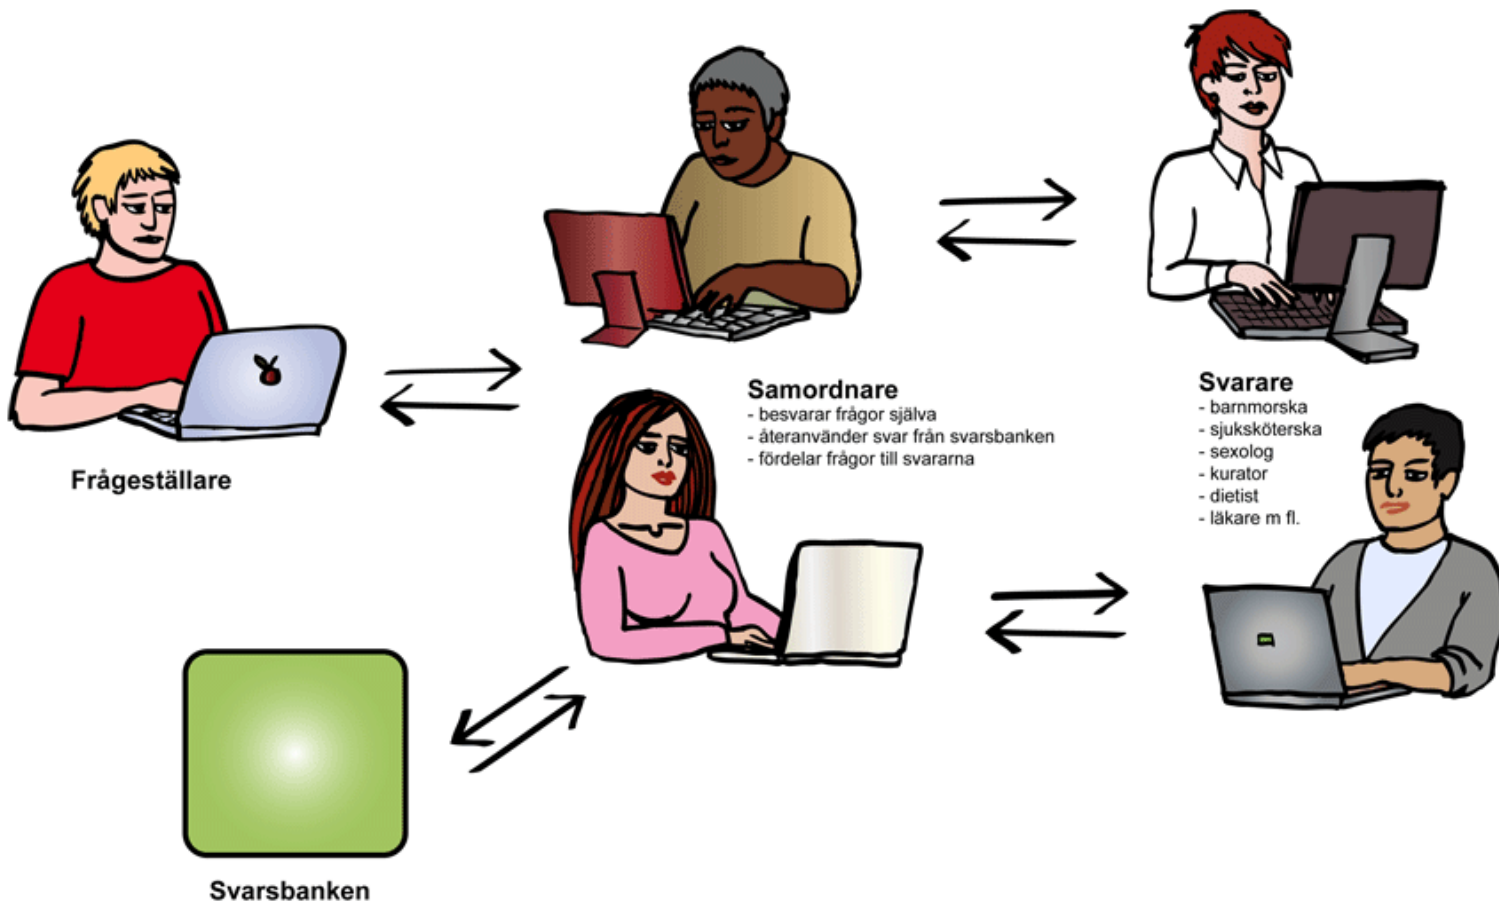 Frågeställare
Samordnare
- besvarar frågor själva
- återanvänder svar från svarsbanken
- fördelar frågor till svararna
Svarare
- barnmorska
- sjuksköterska
- sexolog
- kurator
- dietist
- läkare m fl.
Svarsbanken